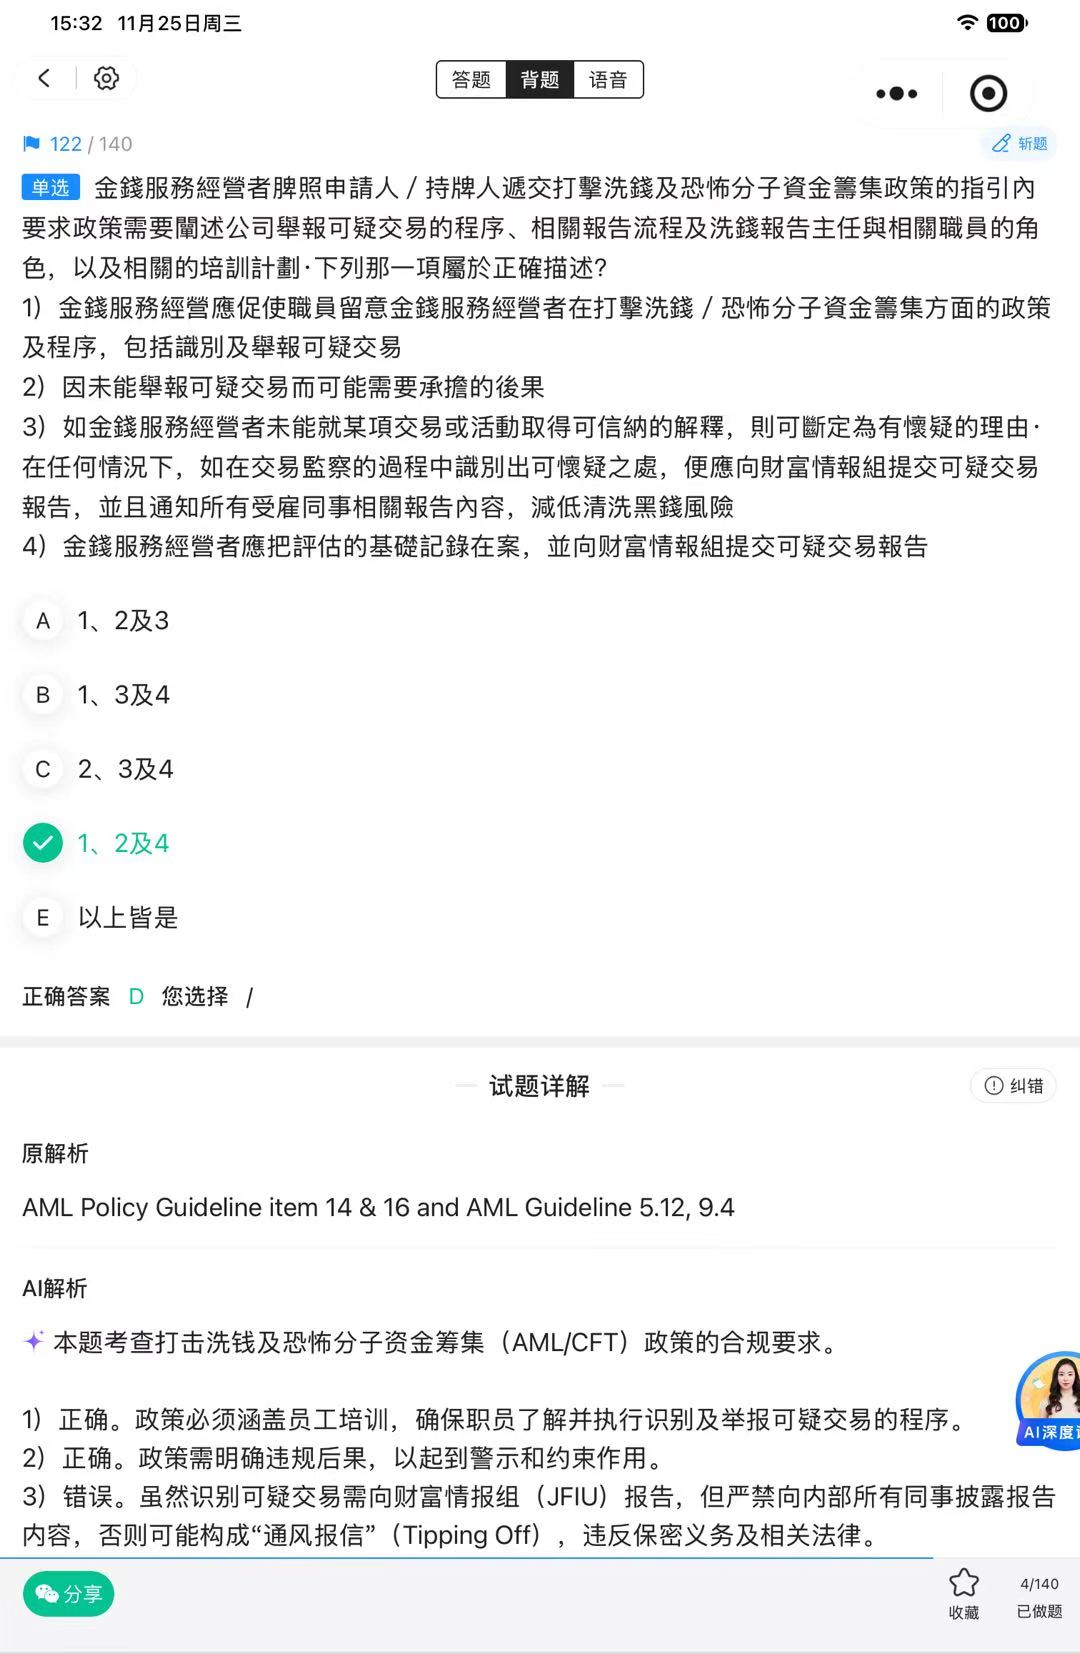 15:32 11月25日周三
100
答题 背题 语音
122 / 140
斩题
单选 金錢服務經營者脾照申請人 / 持牌人遞交打擊洗錢及恐怖分子資金籌集政策的指引內
要求政策需要闡述公司舉報可疑交易的程序、相關報告流程及洗錢報告主任與相關職員的角
色，以及相關的培訓計劃·下列那一項屬於正確描述?
1）金錢服務經營應促使職員留意金錢服務經營者在打擊洗錢 / 恐怖分子資金籌集方面的政策
及程序，包括識別及舉報可疑交易
2）因未能舉報可疑交易而可能需要承擔的後果
3）如金錢服務經營者未能就某項交易或活動取得可信納的解釋，則可斷定為有懷疑的理由·
在任何情況下，如在交易監察的過程中識別出可懷疑之處，便應向財富情報組提交可疑交易
報告，並且通知所有受雇同事相關報告內容，減低清洗黑錢風險
4）金錢服務經營者應把評估的基礎記錄在案，並向财富情報組提交可疑交易報告
A 1、2及3
B 1、3及4
C 2、3及4
1、2及4
E 以上皆是
正确答案 D 您选择 /
试题详解
纠错
原解析
AML Policy Guideline item 14 & 16 and AML Guideline 5.12, 9.4
AI解析
本题考查打击洗钱及恐怖分子资金筹集（AML/CFT）政策的合规要求。
1）正确。政策必须涵盖员工培训，确保职员了解并执行识别及举报可疑交易的程序。
2）正确。政策需明确违规后果，以起到警示和约束作用。
3）错误。虽然识别可疑交易需向财富情报组（JFIU）报告，但严禁向内部所有同事披露报告
内容，否则可能构成“通风报信”（Tipping Off），违反保密义务及相关法律。
AI深度
分享
收藏
4/140
已做题